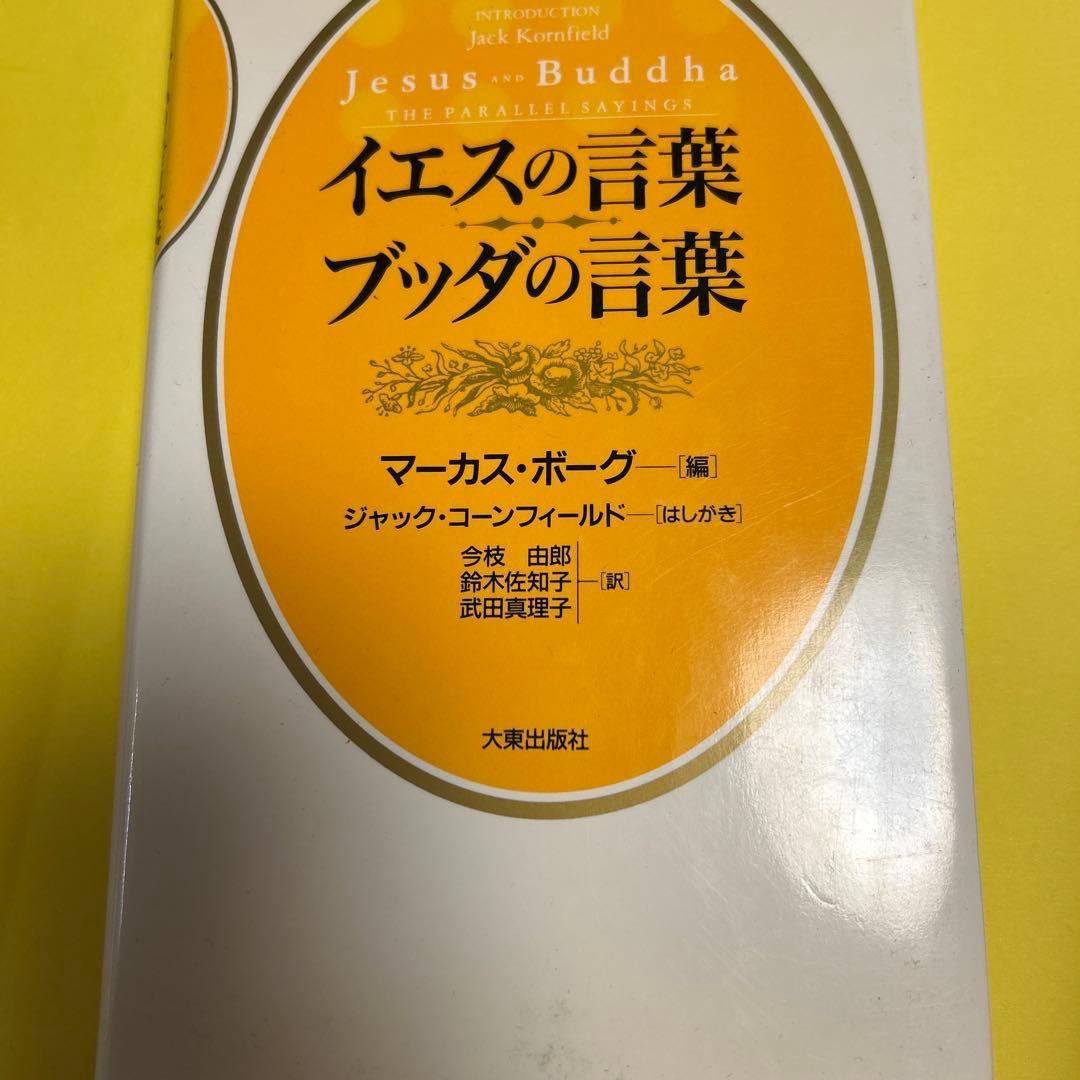 INTRODUCTION
Jack Kornfield
Jesus AND Buddha
THE PARALLEL SAYINGS
イエスの言葉
ブッダの言葉
マーカス・ボーグ―[編]
ジャック・コーンフィールド―[はしがき]
今枝 由郎
鈴木佐知子―[訳]
武田真理子
大東出版社